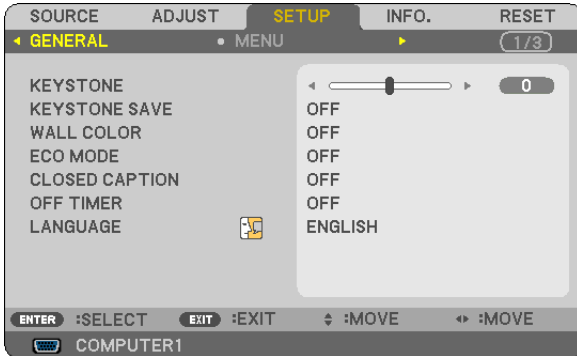 SOURCE ADJUST SETUP INFO. RESET
GENERAL • MENU 1/3
KEYSTONE 0
KEYSTONE SAVE OFF
WALL COLOR OFF
ECO MODE OFF
CLOSED CAPTION OFF
OFF TIMER OFF
LANGUAGE ENGLISH
ENTER :SELECT EXIT :EXIT :MOVE :MOVE
COMPUTER1